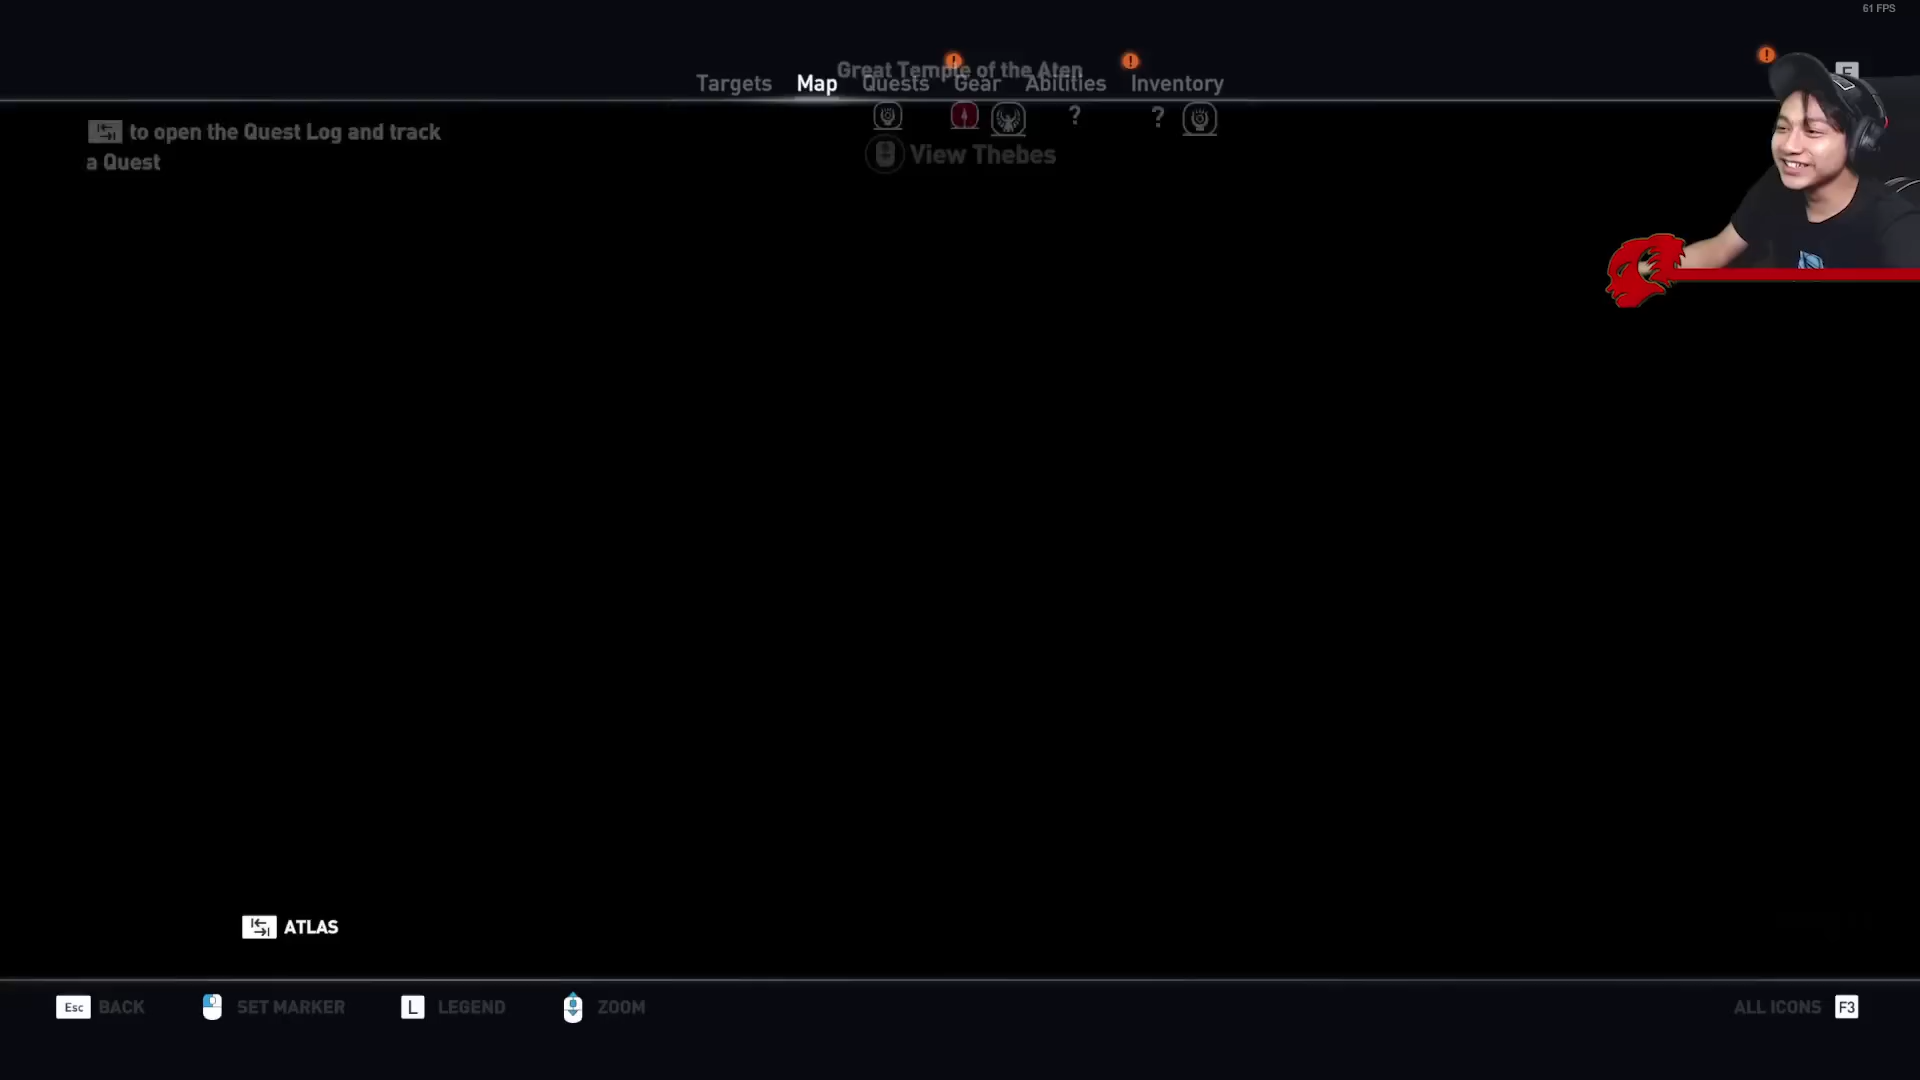 61 FPS
Great Temple of the Aten
Targets Map Quests Gear Abilities Inventory
E
to open the Quest Log and track
a Quest
? ?
View Thebes
ATLAS
Esc BACK SET MARKER L LEGEND ZOOM ALL ICONS F3